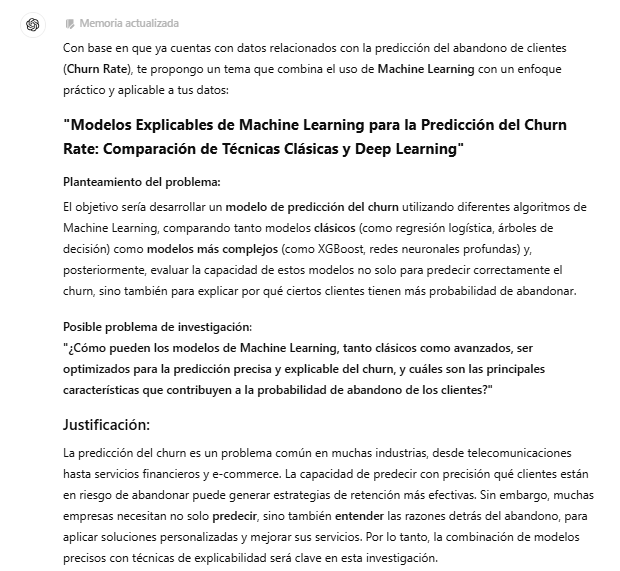 Memoria actualizada
Con base en que ya cuentas con datos relacionados con la predicción del abandono de clientes
(Churn Rate), te propongo un tema que combina el uso de Machine Learning con un enfoque
práctico y aplicable a tus datos:
"Modelos Explicables de Machine Learning para la Predicción del Churn
Rate: Comparación de Técnicas Clásicas y Deep Learning"
Planteamiento del problema:
El objetivo sería desarrollar un modelo de predicción del churn utilizando diferentes algoritmos de
Machine Learning, comparando tanto modelos clásicos (como regresión logística, árboles de
decisión) como modelos más complejos (como XGBoost, redes neuronales profundas) y,
posteriormente, evaluar la capacidad de estos modelos no solo para predecir correctamente el
churn, sino también para explicar por qué ciertos clientes tienen más probabilidad de abandonar.
Posible problema de investigación:
"¿Cómo pueden los modelos de Machine Learning, tanto clásicos como avanzados, ser
optimizados para la predicción precisa y explicable del churn, y cuáles son las principales
características que contribuyen a la probabilidad de abandono de los clientes?"
Justificación:
La predicción del churn es un problema común en muchas industrias, desde telecomunicaciones
hasta servicios financieros y e-commerce. La capacidad de predecir con precisión qué clientes están
en riesgo de abandonar puede generar estrategias de retención más efectivas. Sin embargo, muchas
empresas necesitan no solo predecir, sino también entender las razones detrás del abandono, para
aplicar soluciones personalizadas y mejorar sus servicios. Por lo tanto, la combinación de modelos
precisos con técnicas de explicabilidad será clave en esta investigación.